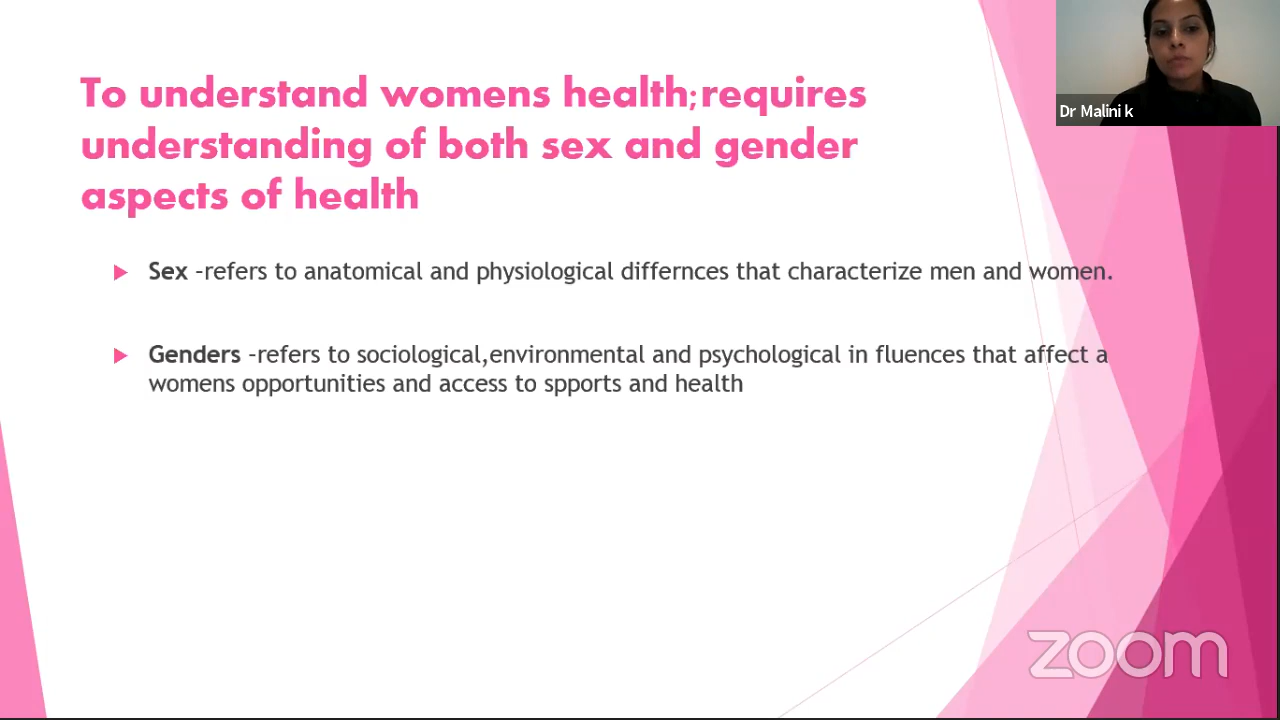 To understand womens health;requires
understanding of both sex and gender
aspects of health
Sex -refers to anatomical and physiological differnces that characterize men and women.
Genders -refers to sociological,environmental and psychological in fluences that affect a
womens opportunities and access to spports and health
Dr Malini k
zoom